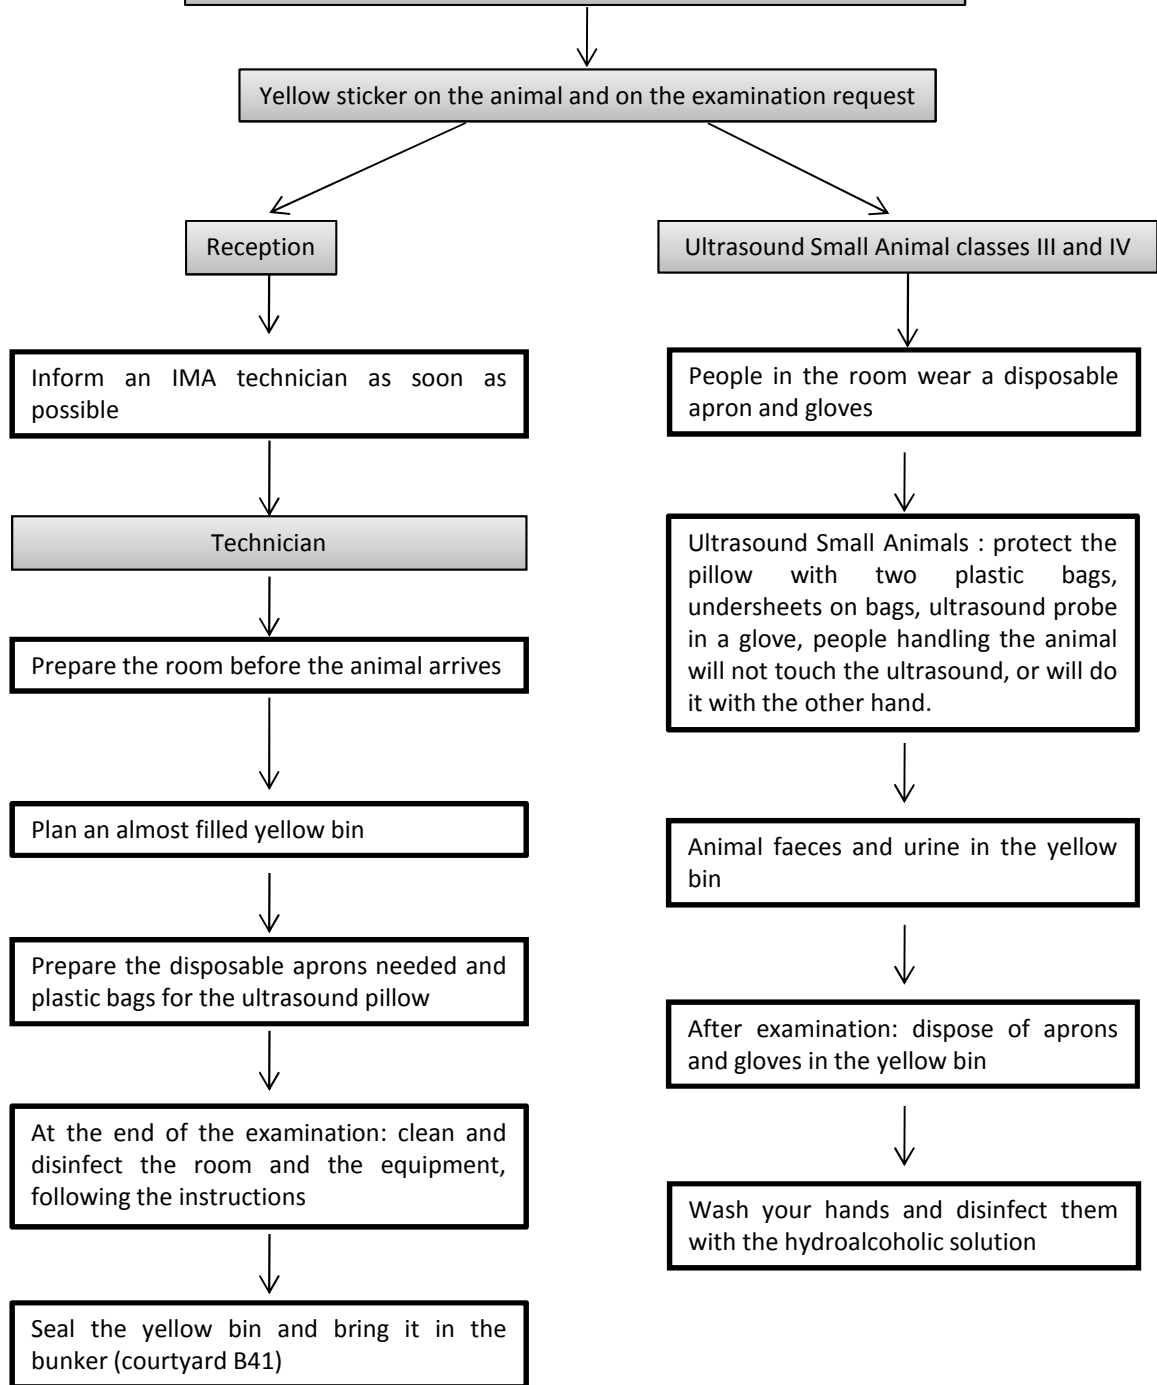 Yellow sticker on the animal and on the examination request
Reception
Inform an IMA technician as soon as
possible
Technician
Prepare the room before the animal arrives
Plan an almost filled yellow bin
Prepare the disposable aprons needed and
plastic bags for the ultrasound pillow
At the end of the examination: clean and
disinfect the room and the equipment,
following the instructions
Seal the yellow bin and bring it in the
bunker (courtyard B41)
Ultrasound Small Animal classes III and IV
People in the room wear a disposable
apron and gloves
Ultrasound Small Animals : protect the
pillow with two plastic bags,
undersheets on bags, ultrasound probe
in a glove, people handling the animal
will not touch the ultrasound, or will do
it with the other hand.
Animal faeces and urine in the yellow
bin
After examination: dispose of aprons
and gloves in the yellow bin
Wash your hands and disinfect them
with the hydroalcoholic solution